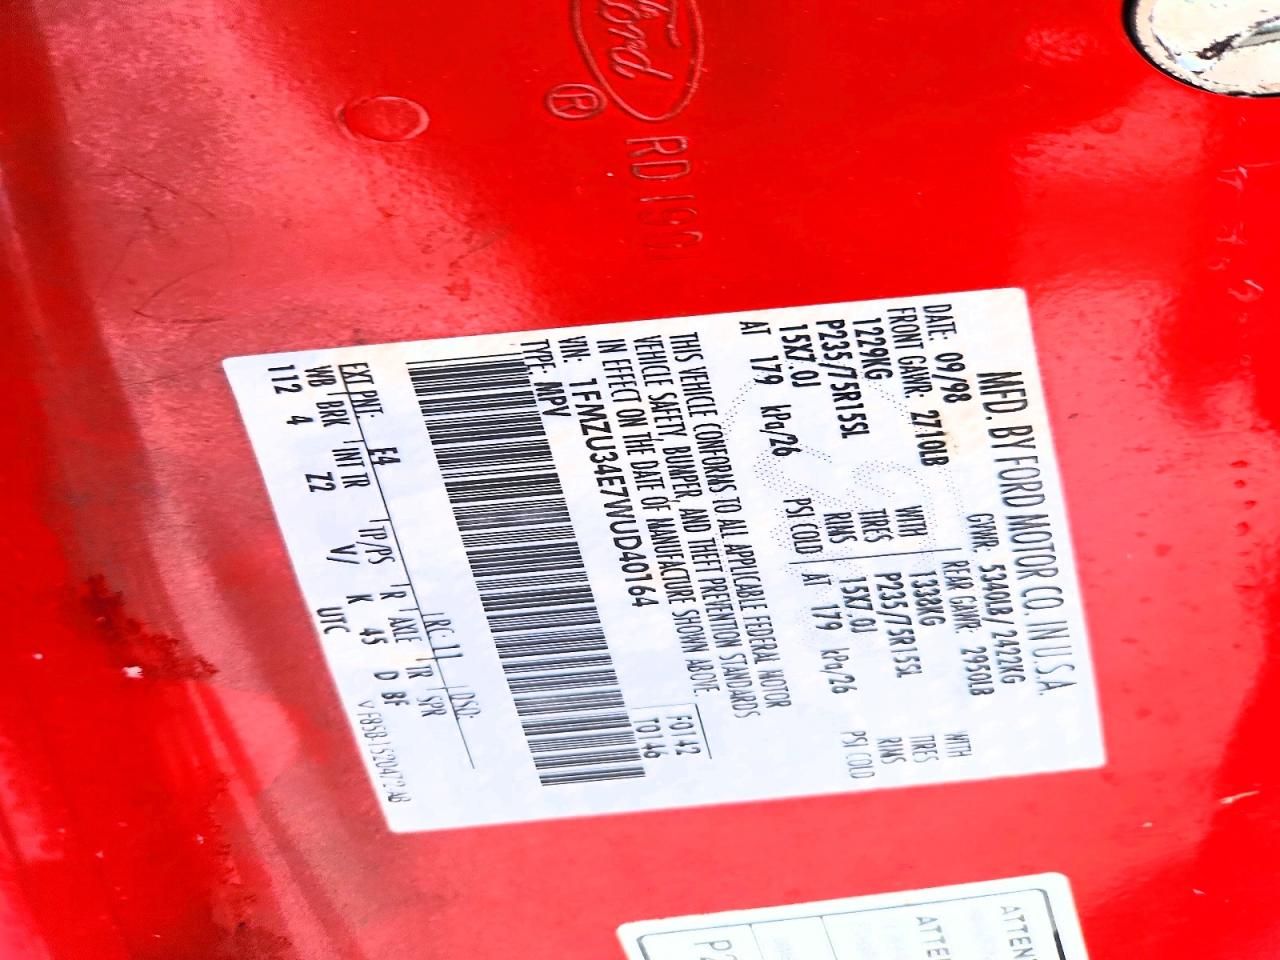 Ford
®
MFD. BY FORD MOTOR CO. IN U.S.A.
DATE: 09/98 GVWR: 5340LB/ 2422KG
FRONT GAWR: 2710LB REAR GAWR: 2950LB
1229KG WITH 1338KG WITH
P235/75R15SL TIRES P235/75R15SL TIRES
15X7.0J RIMS 15X7.0J RIMS
AT 179 kPa/26 PSI COLD AT 179 kPa/26 PSI COLD
THIS VEHICLE CONFORMS TO ALL APPLICABLE FEDERAL MOTOR
VEHICLE SAFETY, BUMPER, AND THEFT PREVENTION STANDARDS
IN EFFECT ON THE DATE OF MANUFACTURE SHOWN ABOVE.
VIN: 1FMZU34E7WUD40164 F0142
TYPE: MPV T0146
EXT PNT: F4 RC: 11 DSO:
WB BRK INT TR TP/PS R AXLE TR SPR
112 4 Z2 V K 45 D BF
UTC
ATTEN
ATTE
P2